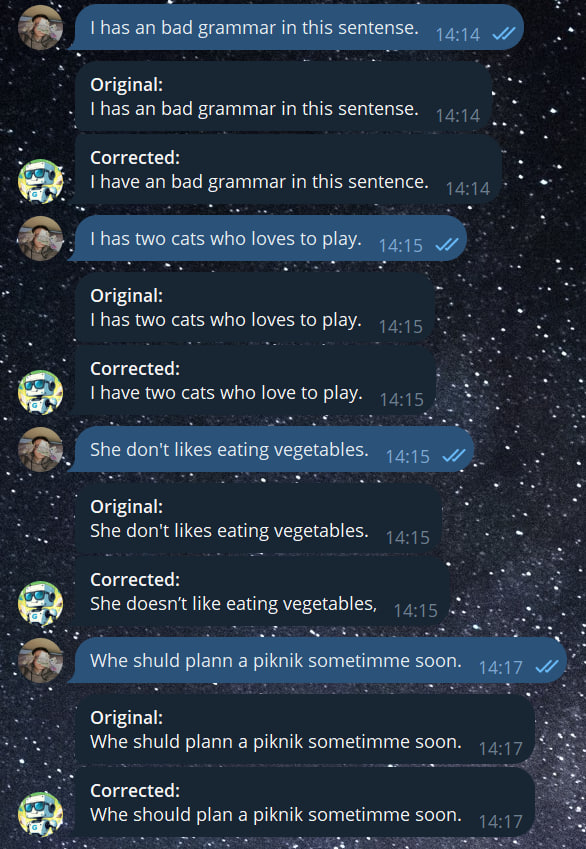 I has an bad grammar in this sentense. 14:14
Original:
I has an bad grammar in this sentense. 14:14
Corrected:
I have an bad grammar in this sentence. 14:14
I has two cats who loves to play. 14:15
Original:
I has two cats who loves to play. 14:15
Corrected:
I have two cats who love to play. 14:15
She don't likes eating vegetables. 14:15
Original:
She don't likes eating vegetables. 14:15
Corrected:
She doesn’t like eating vegetables, 14:15
Whe shuld plann a piknik sometimme soon. 14:17
Original:
Whe shuld plann a piknik sometimme soon. 14:17
Corrected:
Whe should plan a piknik sometimme soon. 14:17